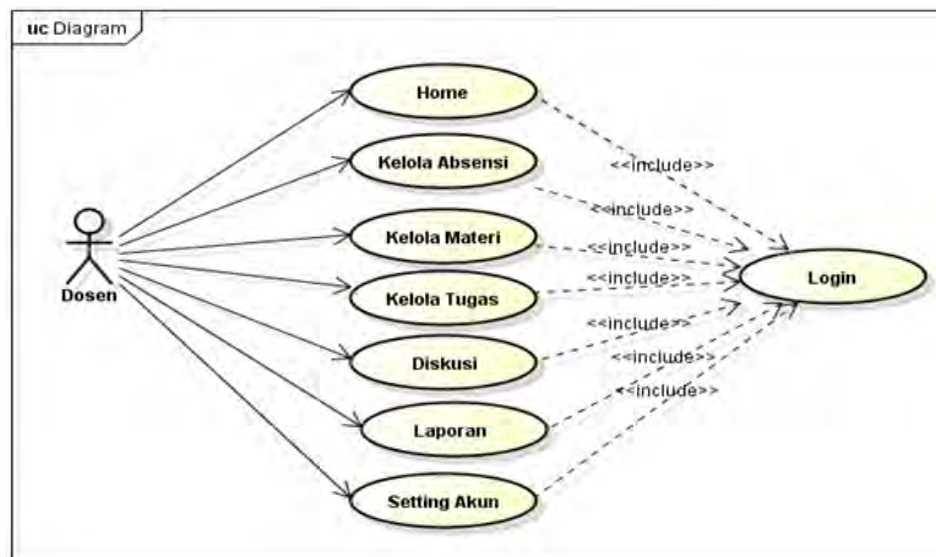 uc Diagram
Home
<<include>>
Kelola Absensi
<<include>>
Kelola Materi
<<include>>
Dosen
Login
Kelola Tugas
<<include>>
Diskusi
<<include>>
<<include>>
Laporan
<<include>>
Setting Akun